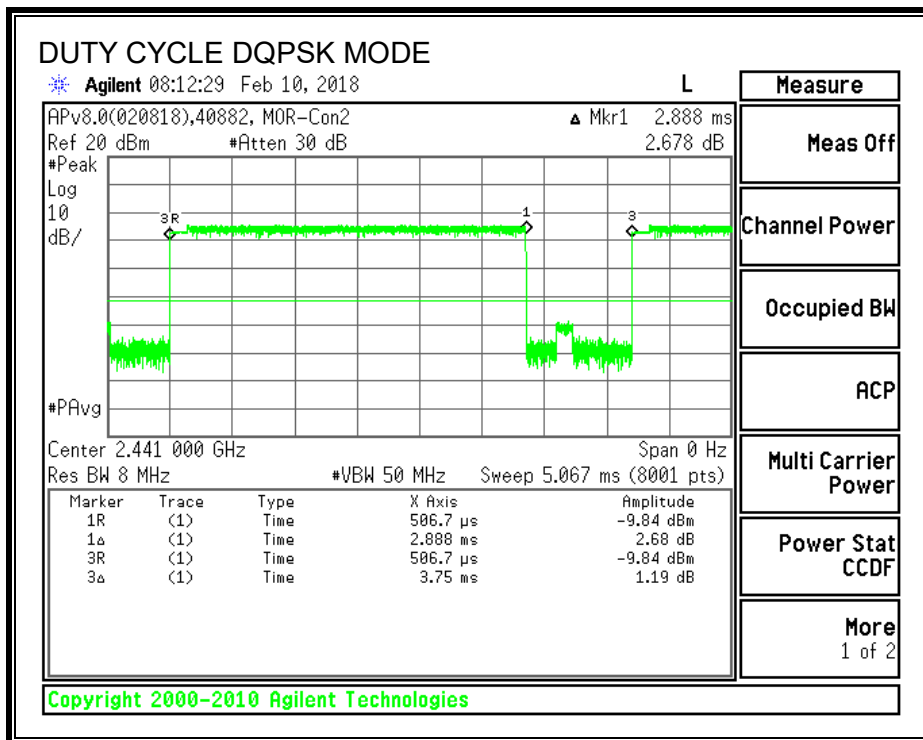 DUTY CYCLE DQPSK MODE
Agilent 08:12:29 Feb 10, 2018 L
APv8.0(020818),40882, MOR-Con2 Δ Mkr1 2.888 ms
Ref 20 dBm #Atten 30 dB 2.678 dB
#Peak
Log
10
dB/
3R
1
3
#PAvg
Center 2.441 000 GHz Span 0 Hz
Res BW 8 MHz #VBW 50 MHz Sweep 5.067 ms (8001 pts)
Marker Trace Type X Axis Amplitude
1R (1) Time 506.7 µs -9.84 dBm
1Δ (1) Time 2.888 ms 2.68 dB
3R (1) Time 506.7 µs -9.84 dBm
3Δ (1) Time 3.75 ms 1.19 dB
Measure
Meas Off
Channel Power
Occupied BW
ACP
Multi Carrier
Power
Power Stat
CCDF
More
1 of 2
Copyright 2000-2010 Agilent Technologies